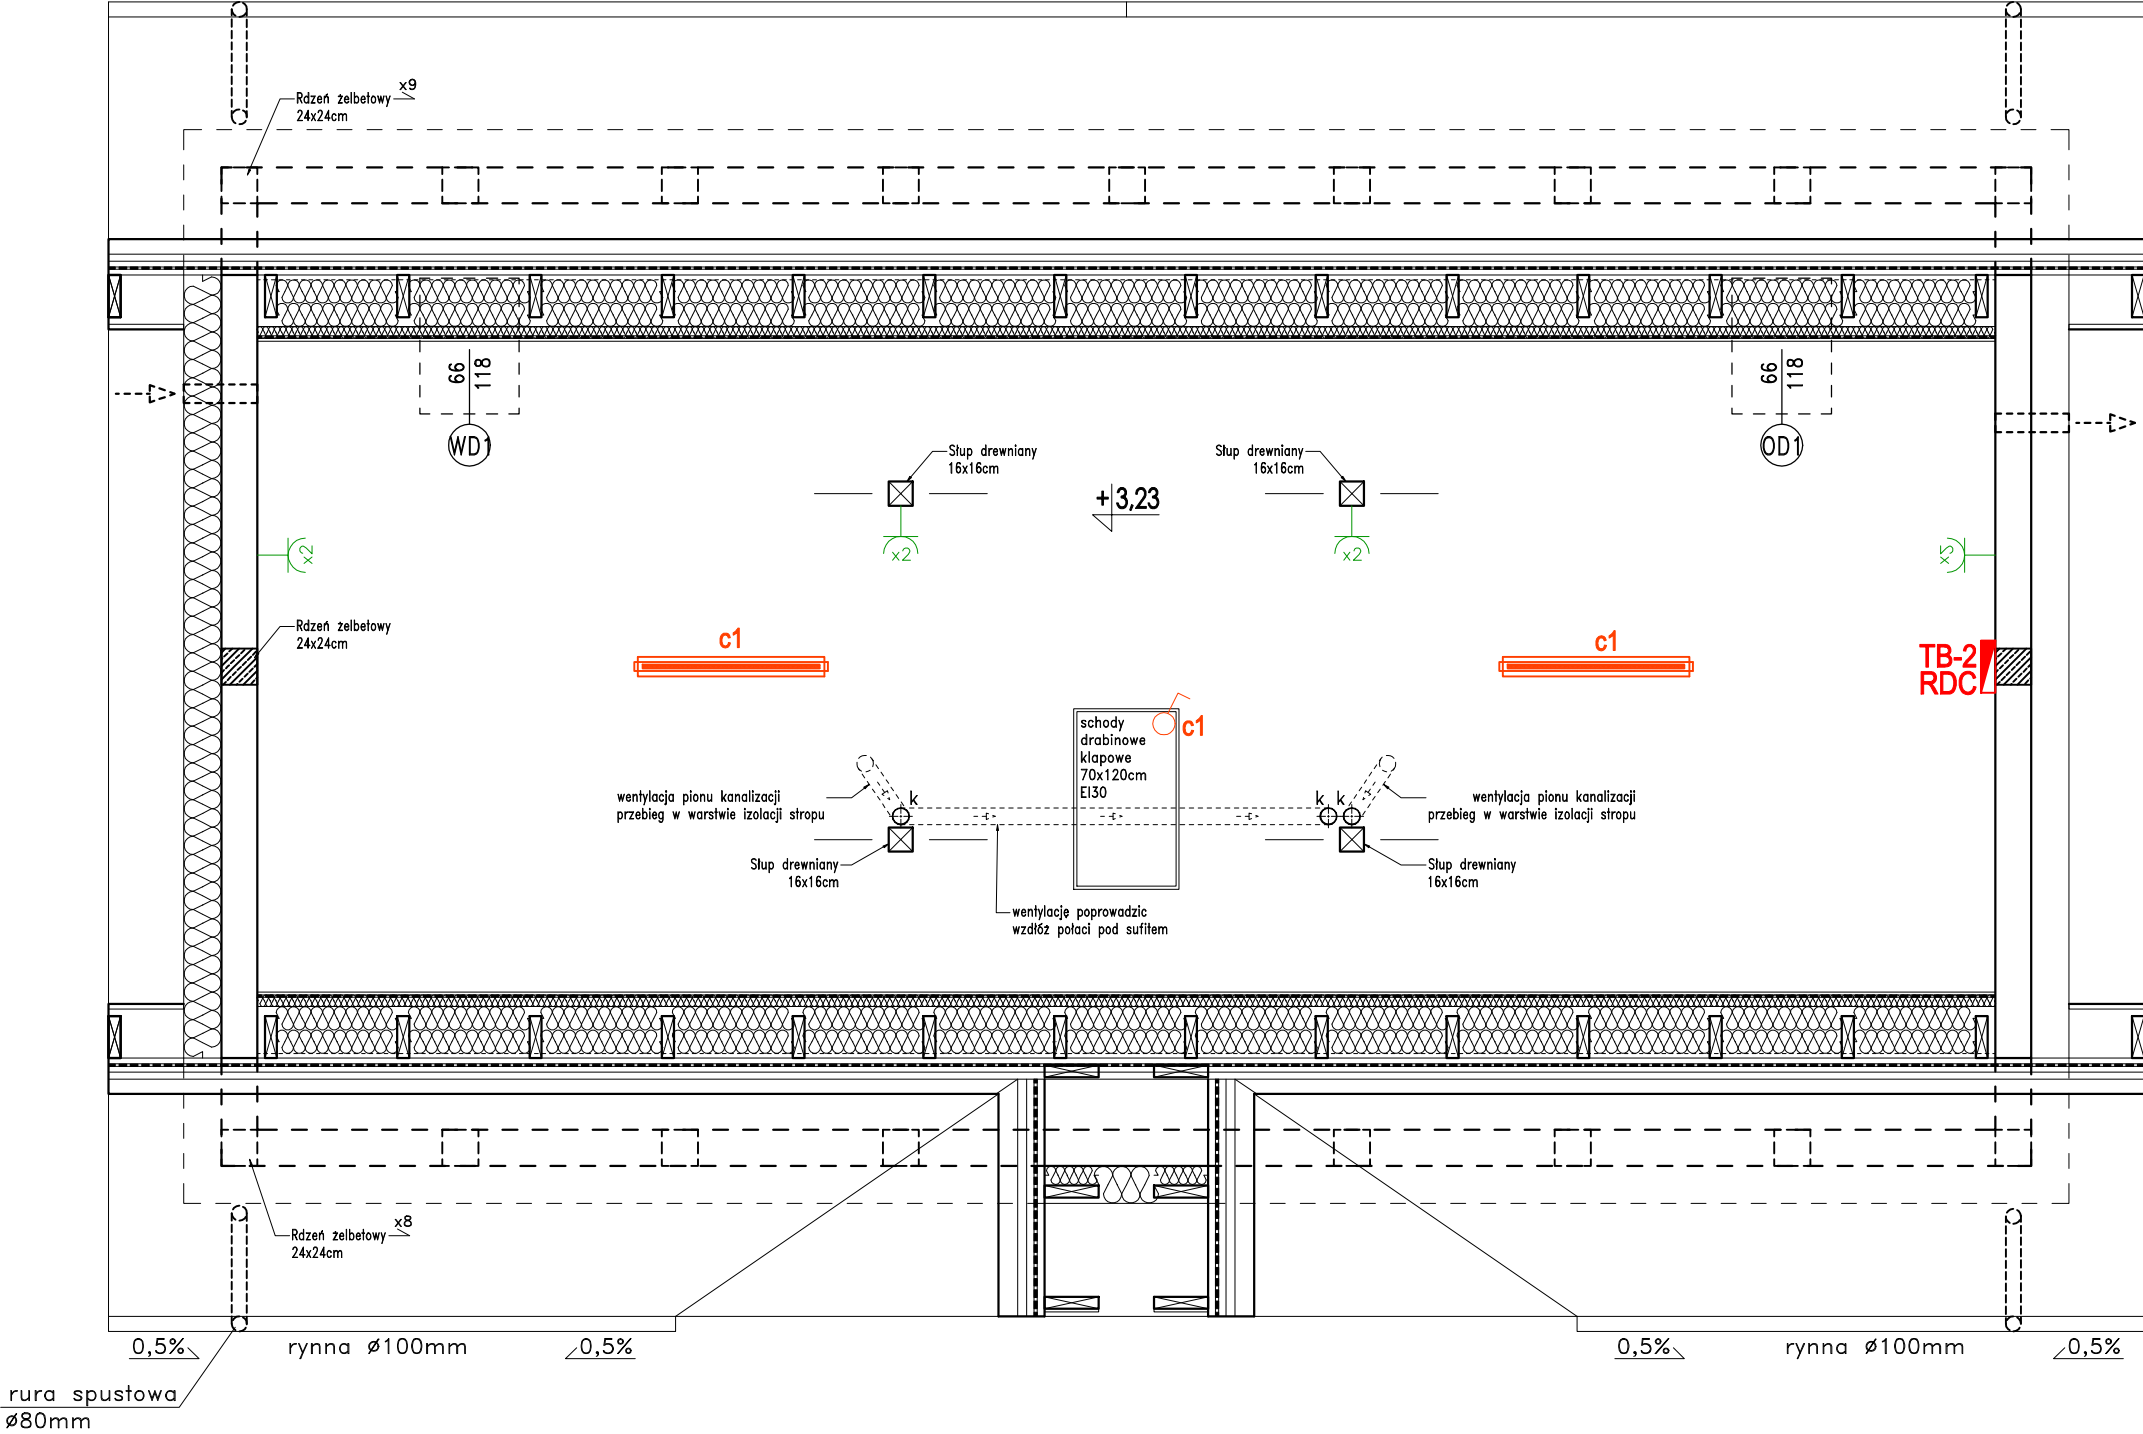 x9
Rdzeń żelbetowy
24x24cm
66
118
66
118
WD1
OD1
Słup drewniany
16x16cm
Słup drewniany
16x16cm
+3,23
x2
x2
x2
x5
Rdzeń żelbetowy
24x24cm
c1
c1
TB-2
RDC
schody
drabinowe
klapowe
70x120cm
EI30
c1
wentylacja pionu kanalizacji
przebieg w warstwie izolacji stropu
k
k
k
wentylacja pionu kanalizacji
przebieg w warstwie izolacji stropu
Słup drewniany
16x16cm
Słup drewniany
16x16cm
wentylację poprowadzic
wzdłóż połaci pod sufitem
x8
Rdzeń żelbetowy
24x24cm
0,5%
rynna ø100mm
0,5%
0,5%
rynna ø100mm
0,5%
rura spustowa
ø80mm